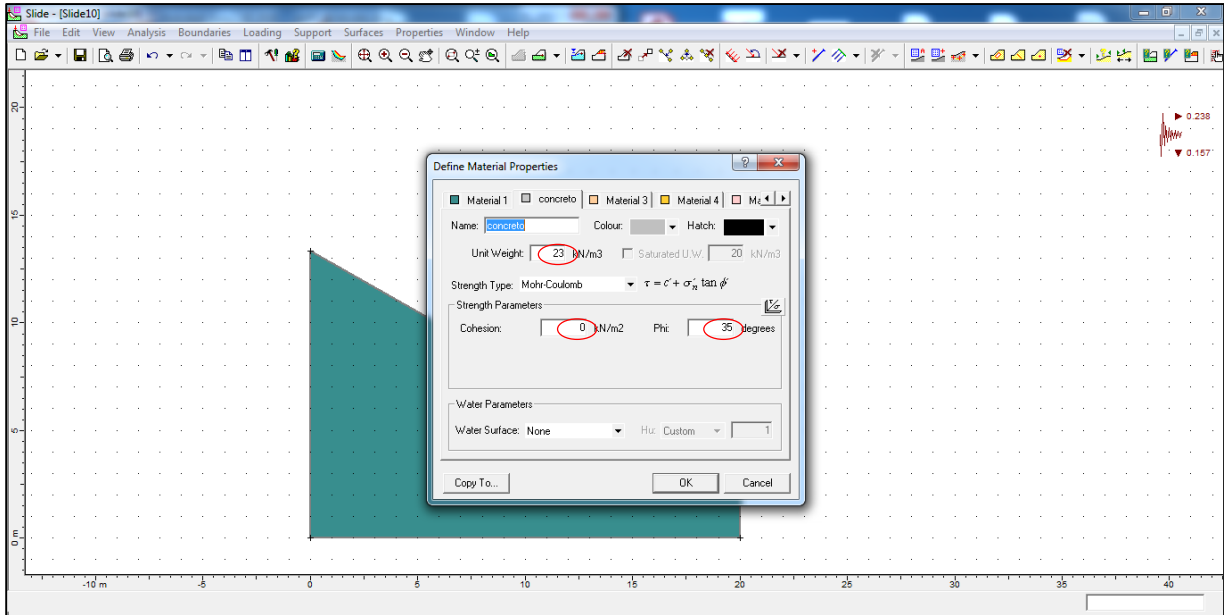 Slide - [Slide10]
File Edit View Analysis Boundaries Loading Support Surfaces Properties Window Help
0.238
0.157
Define Material Properties
Material 1 concreto Material 3 Material 4 Ma
Name: concreto Colour: Hatch:
Unit Weight: 23 kN/m3 Saturated U.W. 20 kN/m3
Strength Type: Mohr-Coulomb τ = c' + σ'n tan φ'
Strength Parameters
Cohesion: 0 kN/m2 Phi: 35 degrees
Water Parameters
Water Surface: None Hu: Custom 1
Copy To... OK Cancel
20
15
10
5
0 m
-10 m -5 0 5 10 15 20 25 30 35 40